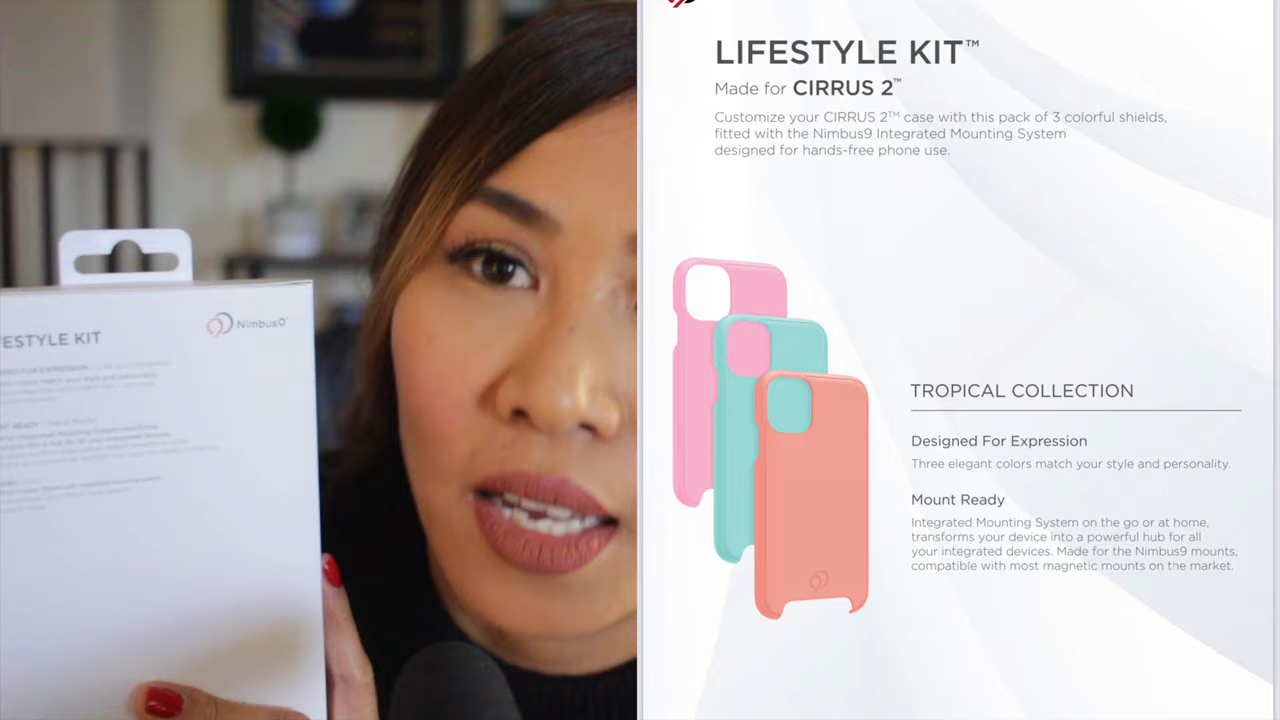 FESTYLE KIT
Nimbus9
LIFESTYLE KIT™
Made for CIRRUS 2™
Customize your CIRRUS 2™ case with this pack of 3 colorful shields,
fitted with the Nimbus9 Integrated Mounting System
designed for hands-free phone use.
TROPICAL COLLECTION
Designed For Expression
Three elegant colors match your style and personality.
Mount Ready
Integrated Mounting System on the go or at home,
transforms your device into a powerful hub for all
your integrated devices. Made for the Nimbus9 mounts,
compatible with most magnetic mounts on the market.